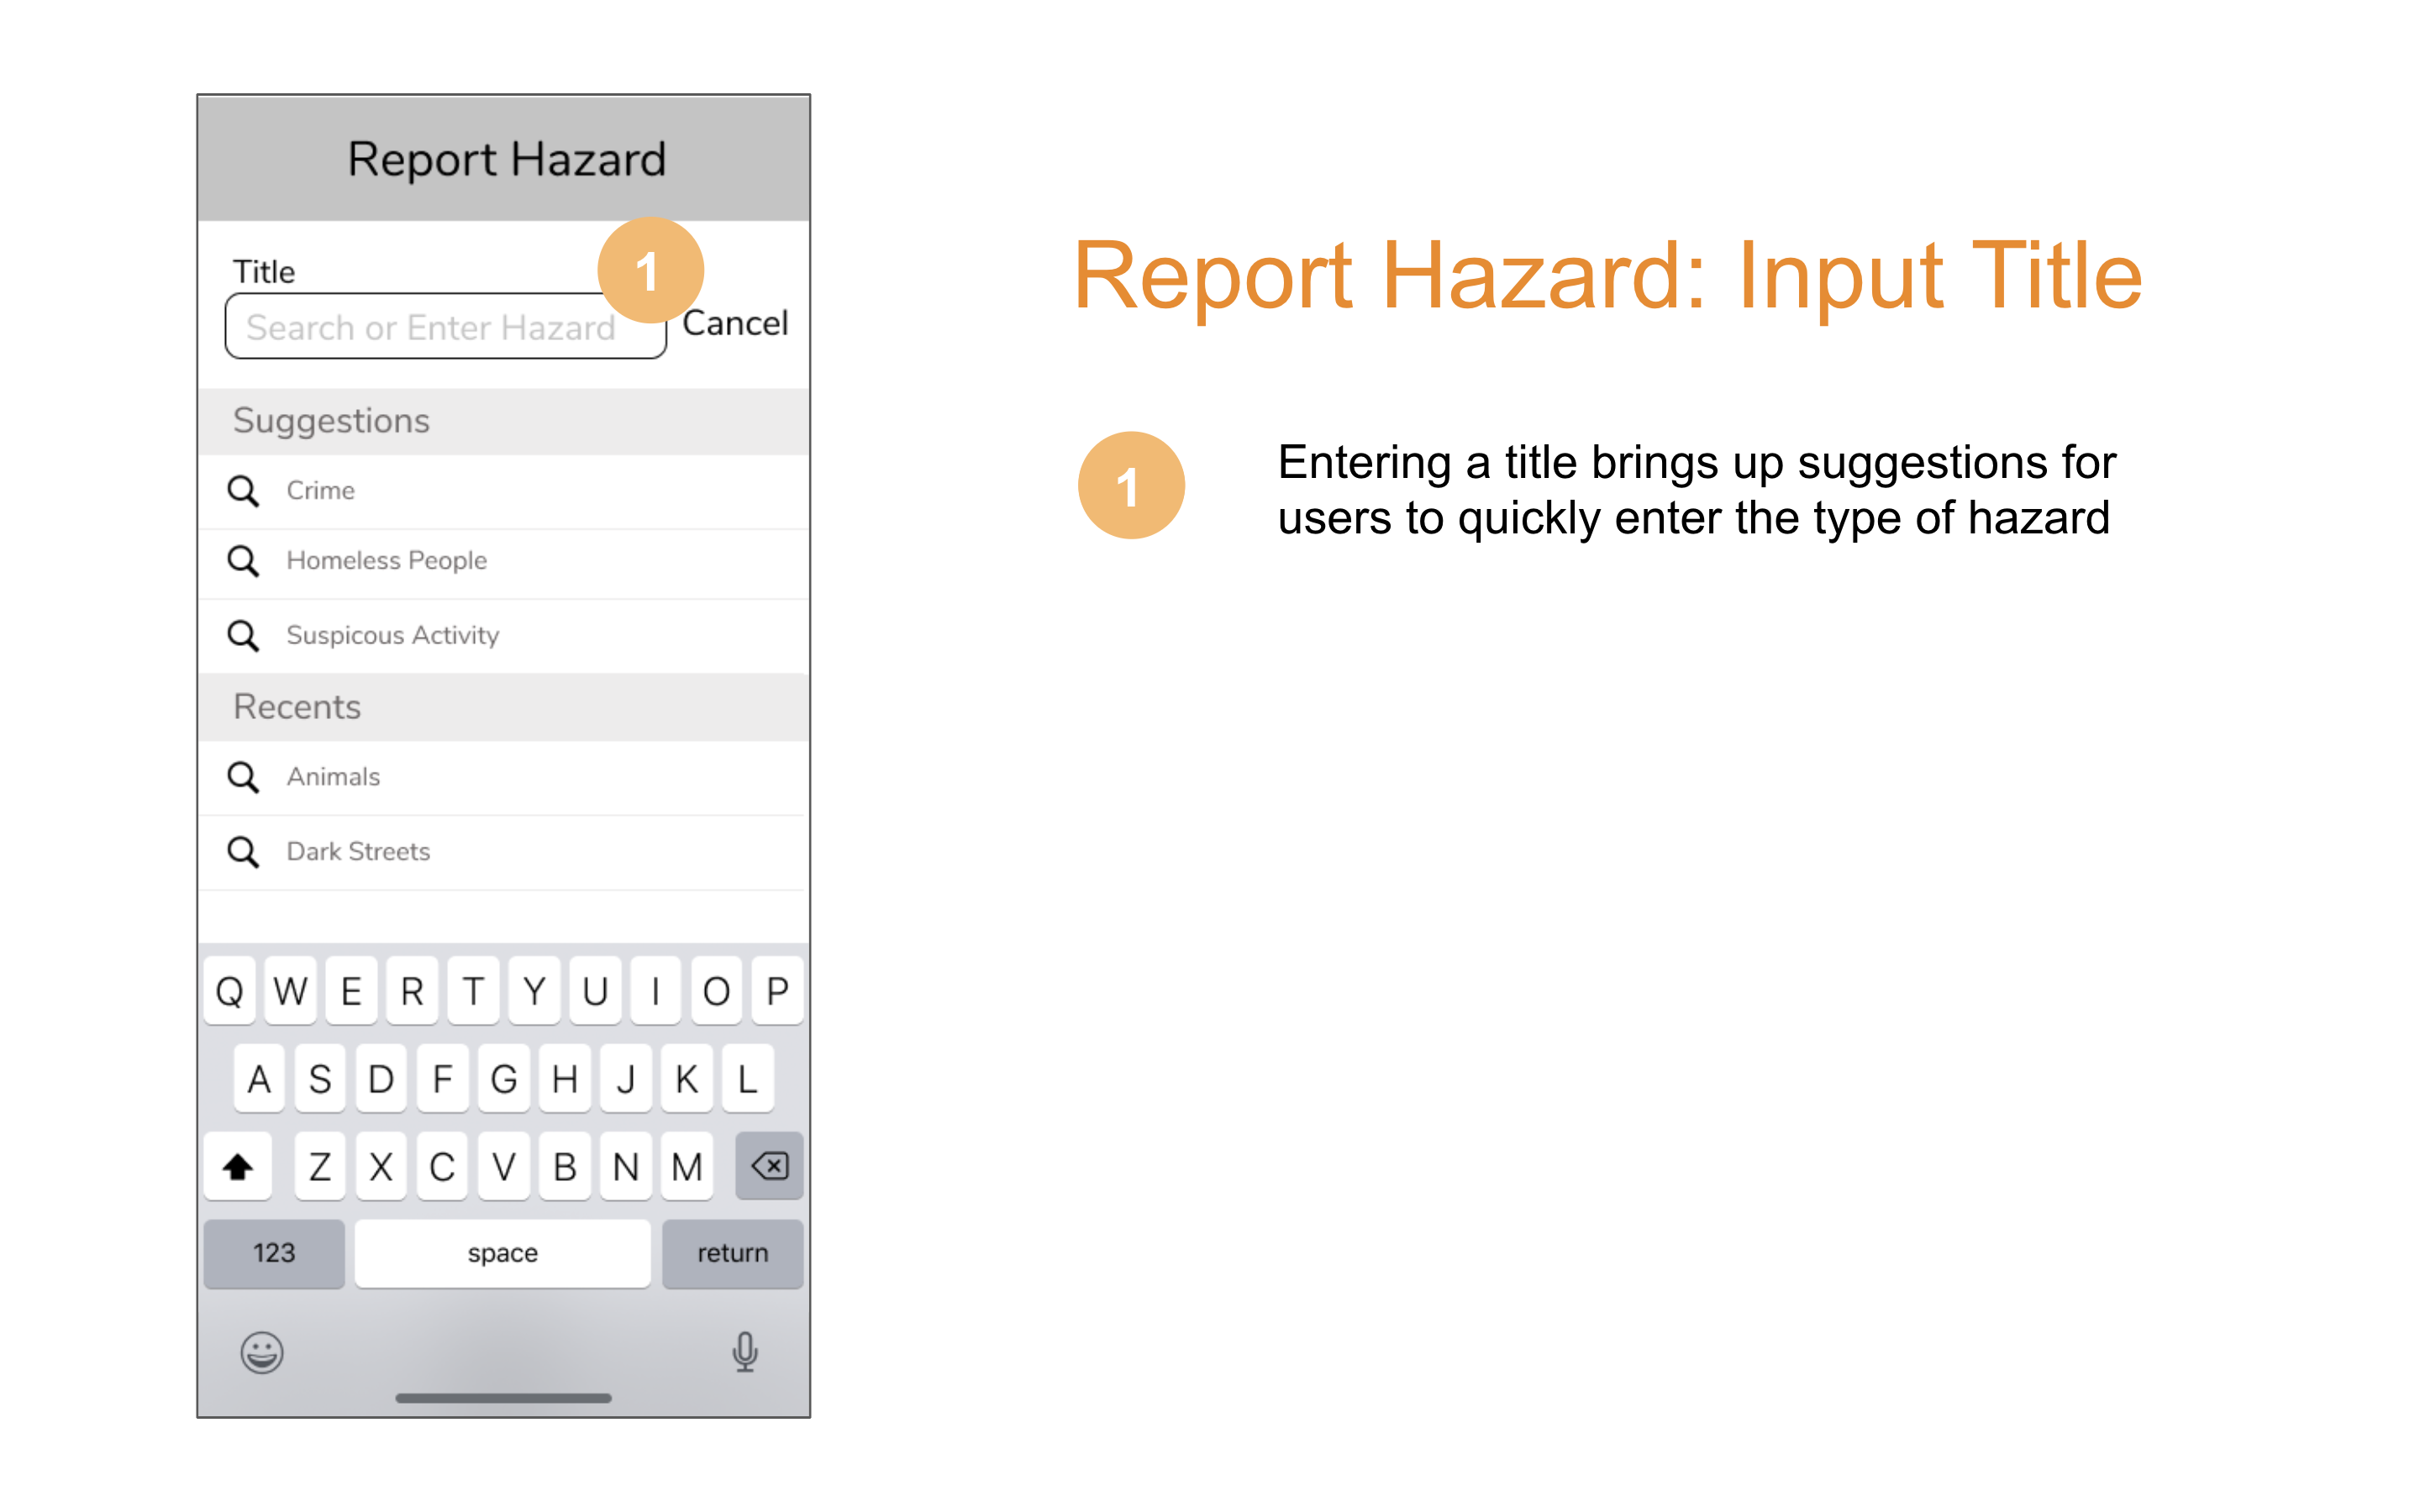 Report Hazard
Title
1
Search or Enter Hazard
Cancel
Suggestions
Crime
Homeless People
Suspicous Activity
Recents
Animals
Dark Streets
Q W E R T Y U I O P
A S D F G H J K L
Z X C V B N M
123 space return
Report Hazard: Input Title
1
Entering a title brings up suggestions for
users to quickly enter the type of hazard